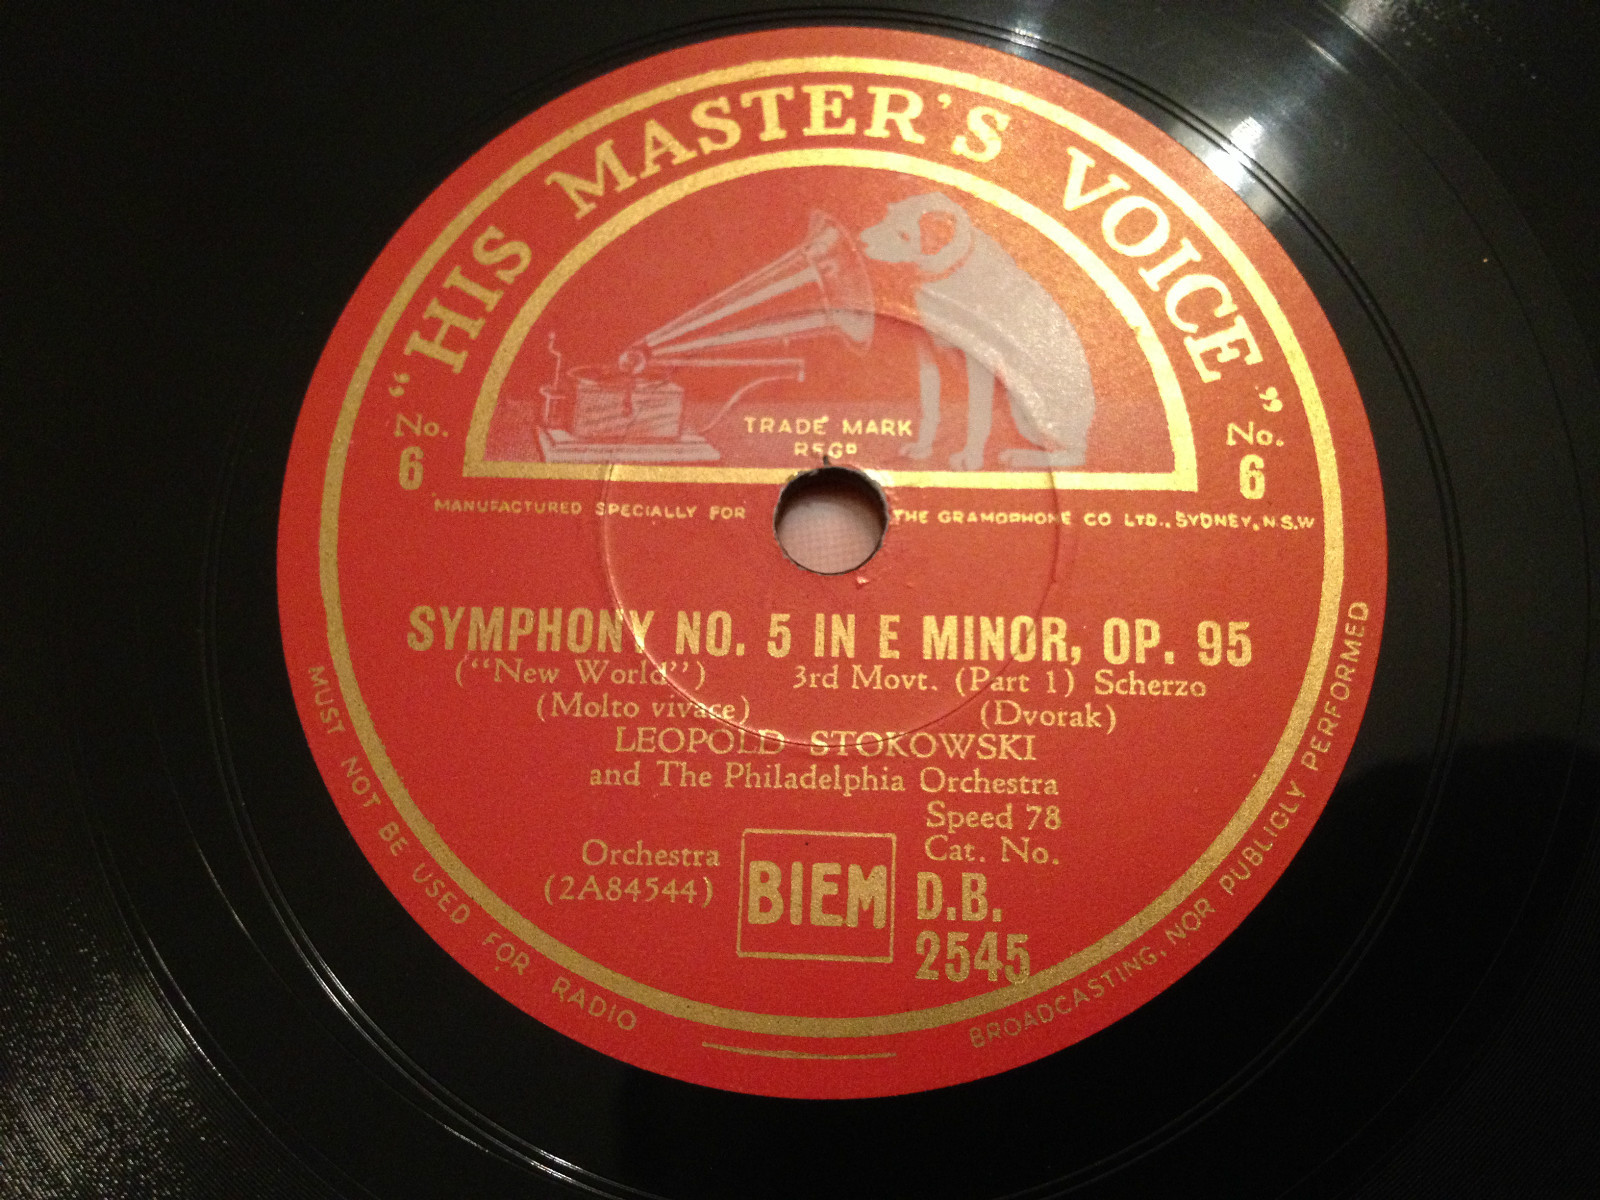 "HIS MASTER'S VOICE"
TRADE MARK
REGD
No.
6
No.
6
MANUFACTURED SPECIALLY FOR THE GRAMOPHONE CO LTD., SYDNEY, N.S.W
SYMPHONY NO. 5 IN E MINOR, OP. 95
("New World") 3rd Movt. (Part 1) Scherzo
(Molto vivace) (Dvorak)
LEOPOLD STOKOWSKI
and The Philadelphia Orchestra
Speed 78
Orchestra
(2A84544)
BIEM
Cat. No.
D.B.
2545
MUST NOT BE USED FOR RADIO BROADCASTING, NOR PUBLICLY PERFORMED